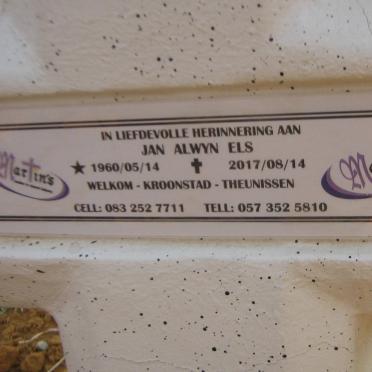 IN LIEFDEVOLLE HERINNERING AAN
JAN ALWYN ELS
★ 1960/05/14 ✝ 2017/08/14
WELKOM - KROONSTAD - THEUNISSEN
CELL: 083 252 7711 TELL: 057 352 5810
Martin's